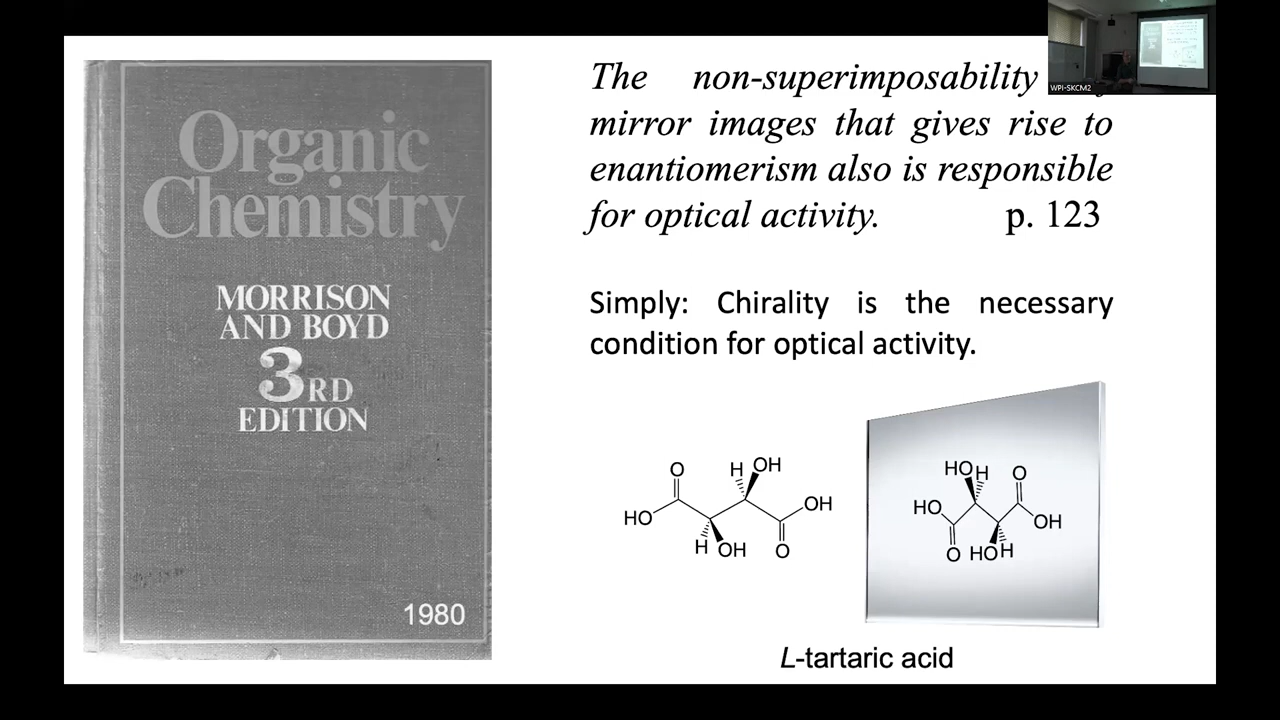 Organic
Chemistry
MORRISON
AND BOYD
3RD
EDITION
1980
The non-superimposability
mirror images that gives rise to
enantiomerism also is responsible
for optical activity. p. 123
Simply: Chirality is the necessary
condition for optical activity.
O
H OH
HO
OH
H OH
O
HO H O
HO
OH
O HO H
L-tartaric acid
WPI-SKCM2